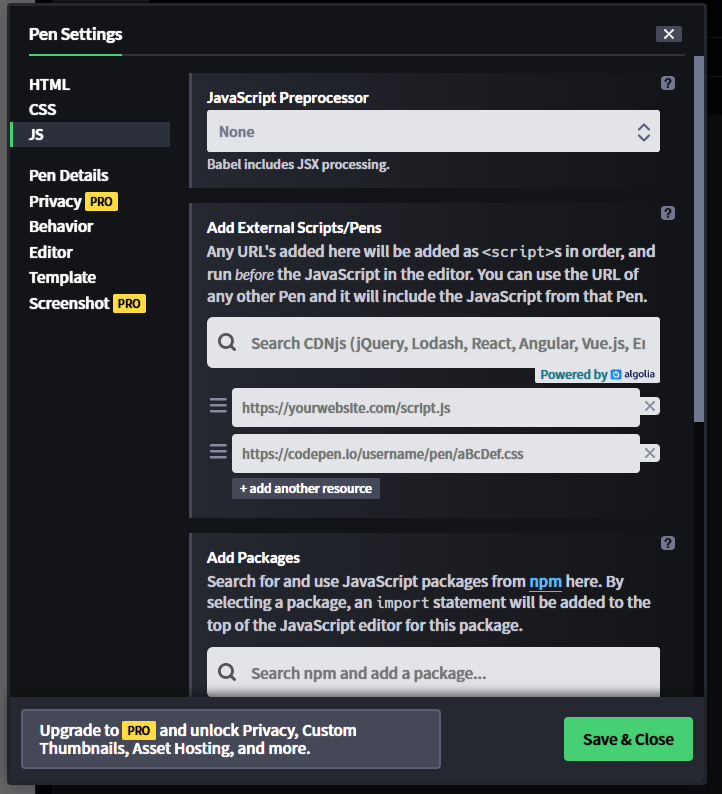 Pen Settings
HTML
CSS
JS
Pen Details
Privacy PRO
Behavior
Editor
Template
Screenshot PRO
?
JavaScript Preprocessor
None
Babel includes JSX processing.
?
Add External Scripts/Pens
Any URL's added here will be added as <script>s in order, and
run before the JavaScript in the editor. You can use the URL of
any other Pen and it will include the JavaScript from that Pen.
Search CDNjs (jQuery, Lodash, React, Angular, Vue.js, Er
Powered by algolia
https://yourwebsite.com/script.js
https://codepen.io/username/pen/aBcDef.css
+ add another resource
?
Add Packages
Search for and use JavaScript packages from npm here. By
selecting a package, an import statement will be added to the
top of the JavaScript editor for this package.
Search npm and add a package...
Upgrade to PRO and unlock Privacy, Custom
Thumbnails, Asset Hosting, and more.
Save & Close